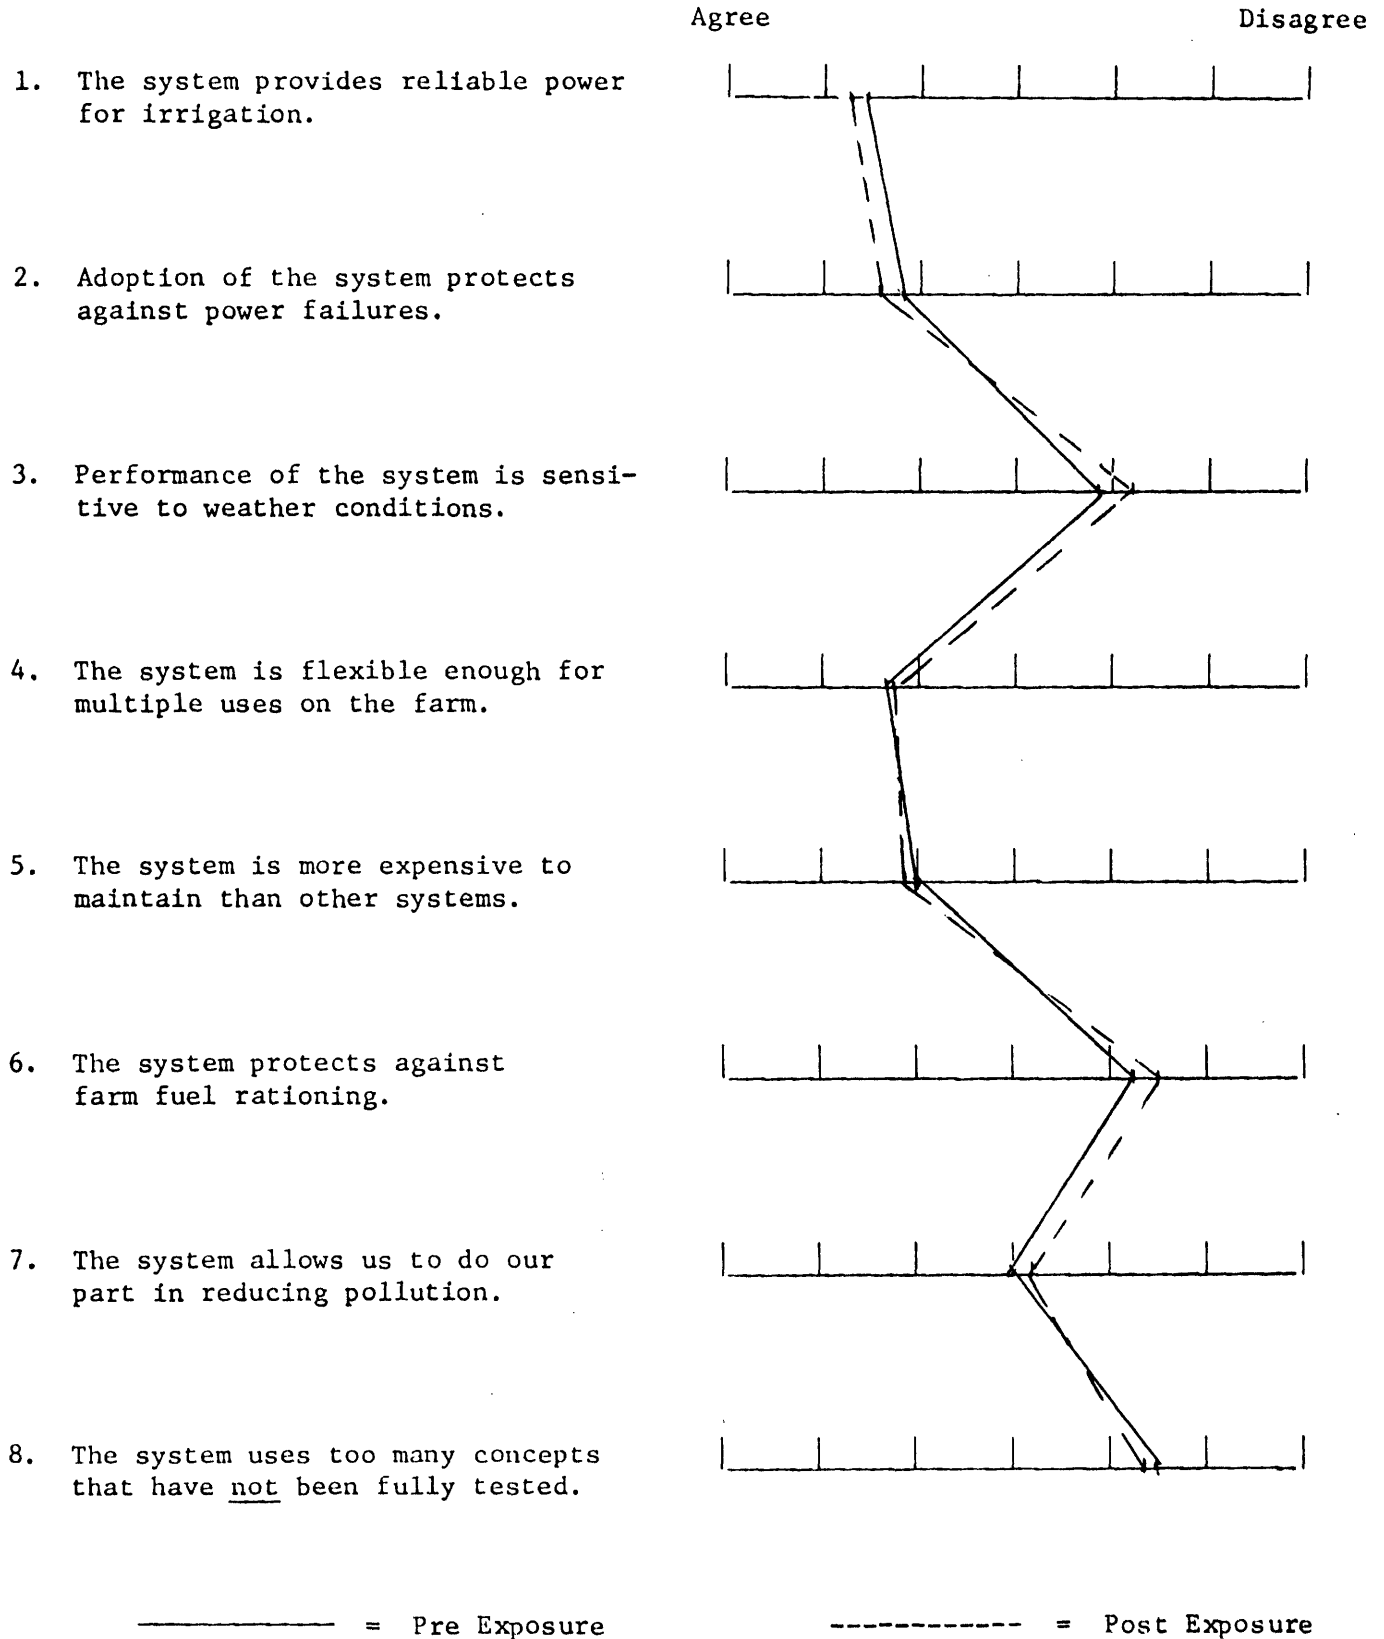 Agree Disagree
1. The system provides reliable power
for irrigation.
2. Adoption of the system protects
against power failures.
3. Performance of the system is sensi-
tive to weather conditions.
4. The system is flexible enough for
multiple uses on the farm.
5. The system is more expensive to
maintain than other systems.
6. The system protects against
farm fuel rationing.
7. The system allows us to do our
part in reducing pollution.
8. The system uses too many concepts
that have not been fully tested.
= Pre Exposure = Post Exposure